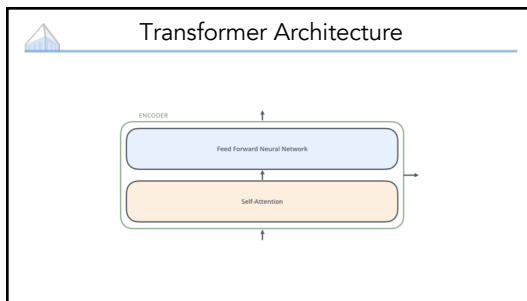 Transformer Architecture
ENCODER
Feed Forward Neural Network
Self-Attention